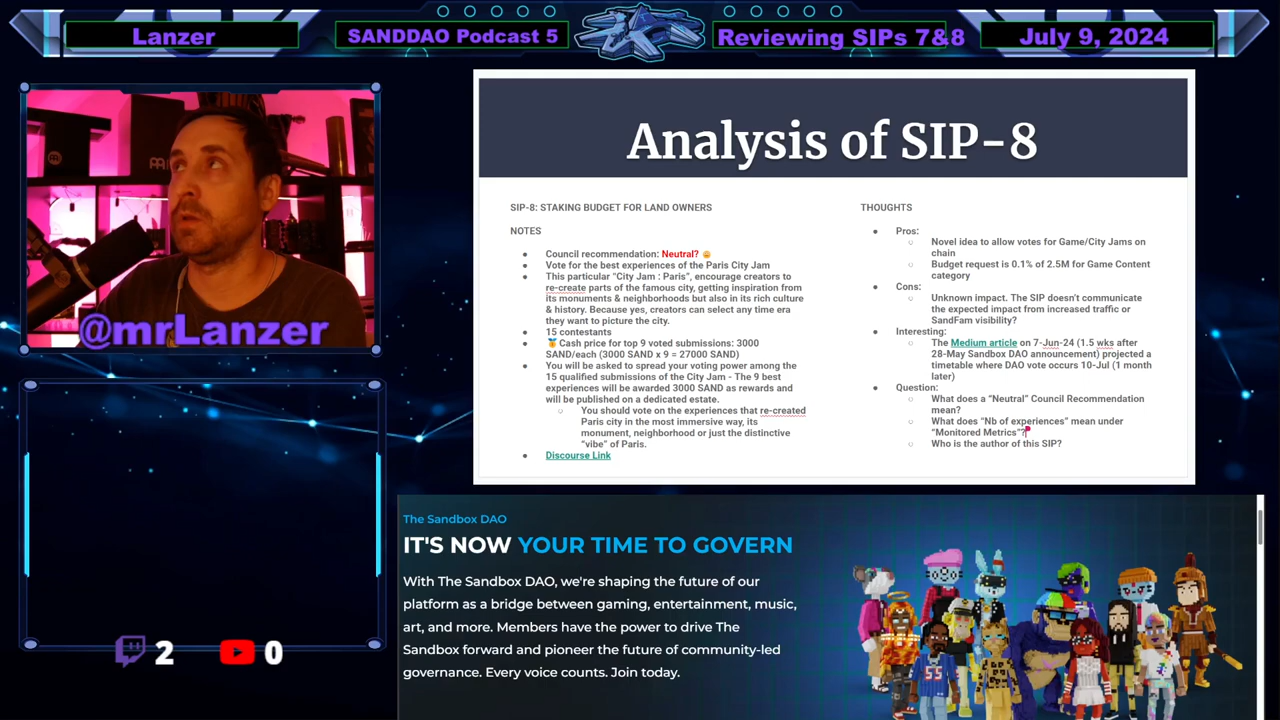 Lanzer
SANDDAO Podcast 5
Reviewing SIPs 7&8
July 9, 2024
@mrLanzer
2
0
Analysis of SIP-8
SIP-8: STAKING BUDGET FOR LAND OWNERS
NOTES
Council recommendation: Neutral? 
Vote for the best experiences of the Paris City Jam
This particular "City Jam : Paris", encourage creators to
re-create parts of the famous city, getting inspiration from
its monuments & neighborhoods but also in its rich culture
& history. Because yes, creators can select any time era
they want to picture the city.
15 contestants
🥇Cash price for top 9 voted submissions: 3000
SAND/each (3000 SAND x 9 = 27000 SAND)
You will be asked to spread your voting power among the
15 qualified submissions of the City Jam - The 9 best
experiences will be awarded 3000 SAND as rewards and
will be published on a dedicated estate.
You should vote on the experiences that re-created
Paris city in the most immersive way, its
monument, neighborhood or just the distinctive
"vibe" of Paris.
Discourse Link
THOUGHTS
Pros:
Novel idea to allow votes for Game/City Jams on
chain
Budget request is 0.1% of 2.5M for Game Content
category
Cons:
Unknown impact. The SIP doesn't communicate
the expected impact from increased traffic or
SandFam visibility?
Interesting:
The Medium article on 7-Jun-24 (1.5 wks after
28-May Sandbox DAO announcement) projected a
timetable where DAO vote occurs 10-Jul (1 month
later)
Question:
What does a "Neutral" Council Recommendation
mean?
What does "Nb of experiences" mean under
"Monitored Metrics"?
Who is the author of this SIP?
The Sandbox DAO
IT'S NOW YOUR TIME TO GOVERN
With The Sandbox DAO, we're shaping the future of our
platform as a bridge between gaming, entertainment, music,
art, and more. Members have the power to drive The
Sandbox forward and pioneer the future of community-led
governance. Every voice counts. Join today.
55